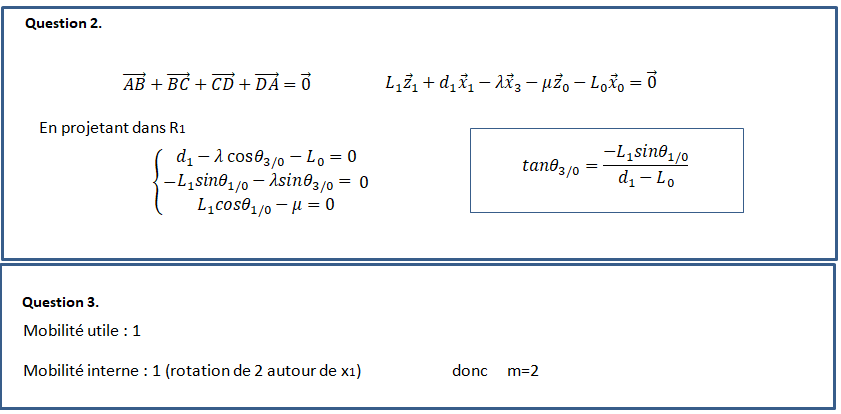 Question 2.
$\overrightarrow{AB} + \overrightarrow{BC} + \overrightarrow{CD} + \overrightarrow{DA} = \vec{0}$ $L_1\vec{z}_1 + d_1\vec{x}_1 - \lambda\vec{x}_3 - \mu\vec{z}_0 - L_0\vec{x}_0 = \vec{0}$
En projetant dans R1
$d_1 - \lambda \cos\theta_{3/0} - L_0 = 0$
$-L_1 sin\theta_{1/0} - \lambda sin\theta_{3/0} = 0$
$L_1 cos\theta_{1/0} - \mu = 0$
$tan\theta_{3/0} = \frac{-L_1 sin\theta_{1/0}}{d_1 - L_0}$
Question 3.
Mobilité utile : 1
Mobilité interne : 1 (rotation de 2 autour de x1) donc m=2